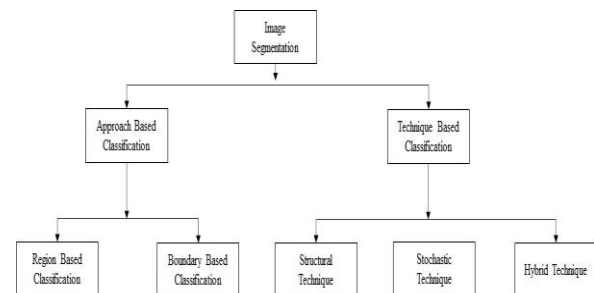 Image
Segmentation
Approach Based
Classification
Technique Based
Classification
Region Based
Classification
Boundary Based
Classification
Structural
Technique
Stochastic
Technique
Hybrid Technique